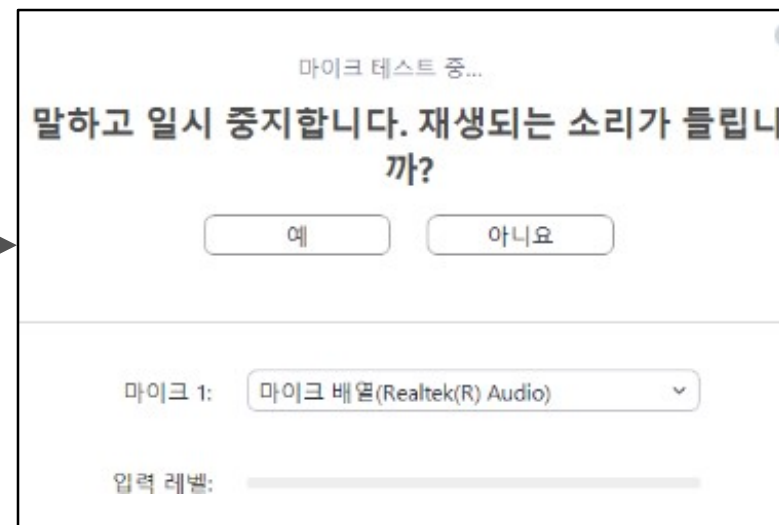 마이크 테스트 중...
말하고 일시 중지합니다. 재생되는 소리가 들립니
까?
예
아니요
마이크 1:
마이크 배열(Realtek(R) Audio)
입력 레벨: